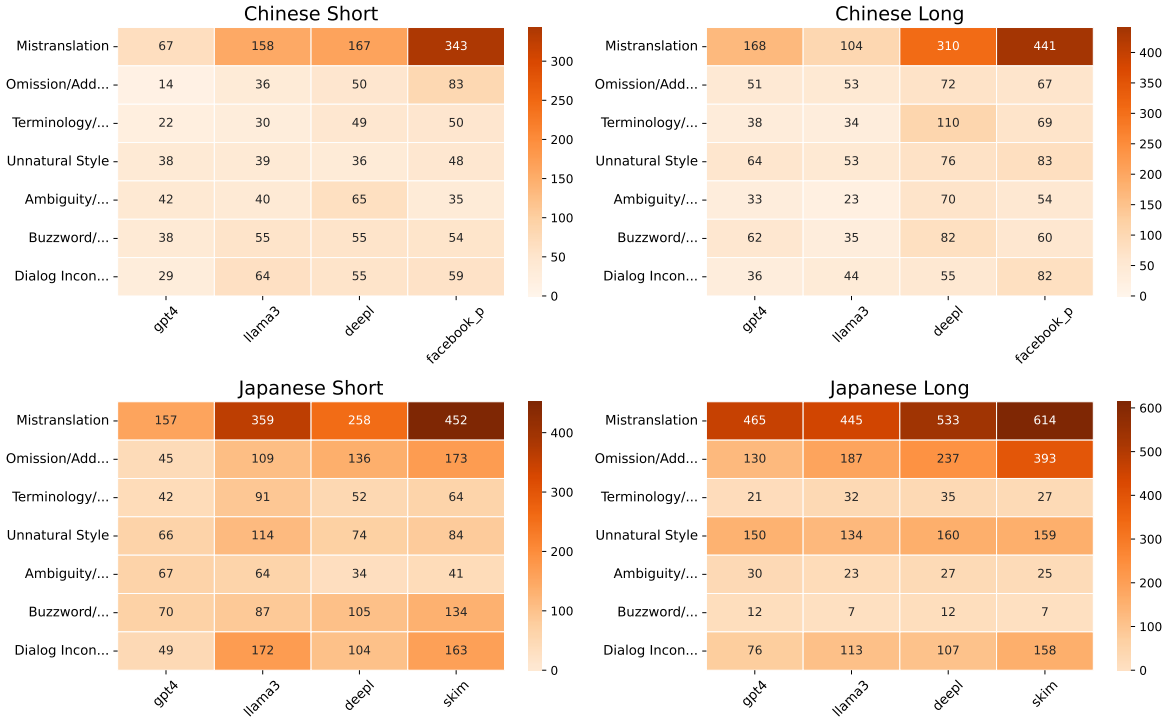 Chinese Short
Mistranslation 67 158 167 343
Omission/Add... 14 36 50 83
Terminology/... 22 30 49 50
Unnatural Style 38 39 36 48
Ambiguity/... 42 40 65 35
Buzzword/... 38 55 55 54
Dialog Incon... 29 64 55 59
gpt4 llama3 deepl facebook_p
300
250
200
150
100
50
0
Chinese Long
Mistranslation 168 104 310 441
Omission/Add... 51 53 72 67
Terminology/... 38 34 110 69
Unnatural Style 64 53 76 83
Ambiguity/... 33 23 70 54
Buzzword/... 62 35 82 60
Dialog Incon... 36 44 55 82
gpt4 llama3 deepl facebook_p
400
350
300
250
200
150
100
50
0
Japanese Short
Mistranslation 157 359 258 452
Omission/Add... 45 109 136 173
Terminology/... 42 91 52 64
Unnatural Style 66 114 74 84
Ambiguity/... 67 64 34 41
Buzzword/... 70 87 105 134
Dialog Incon... 49 172 104 163
gpt4 llama3 deepl skim
400
300
200
100
0
Japanese Long
Mistranslation 465 445 533 614
Omission/Add... 130 187 237 393
Terminology/... 21 32 35 27
Unnatural Style 150 134 160 159
Ambiguity/... 30 23 27 25
Buzzword/... 12 7 12 7
Dialog Incon... 76 113 107 158
gpt4 llama3 deepl skim
600
500
400
300
200
100
0